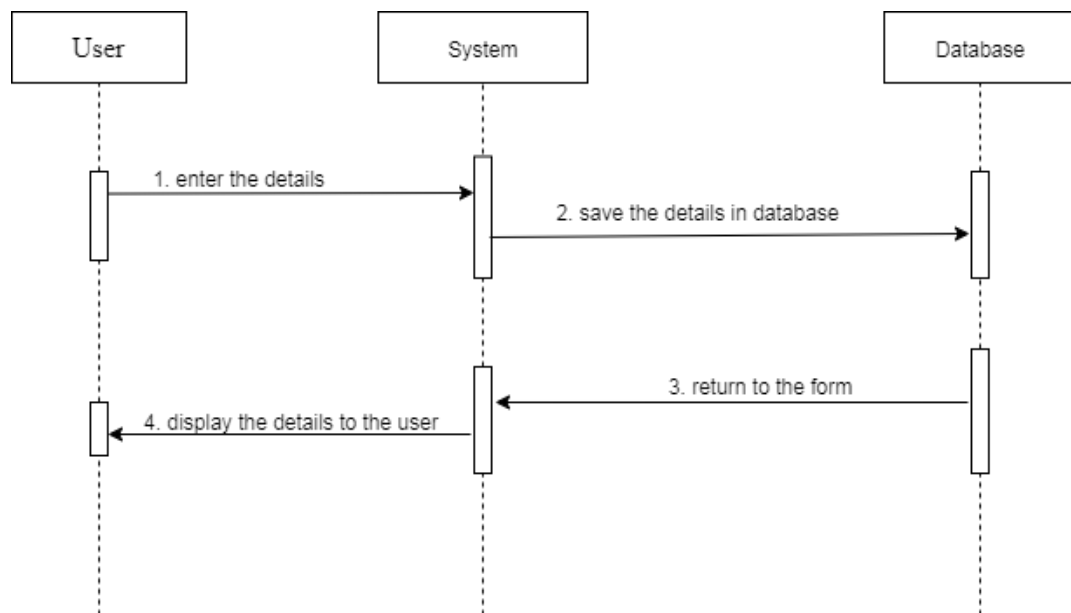 User
System
Database
1. enter the details
2. save the details in database
3. return to the form
4. display the details to the user